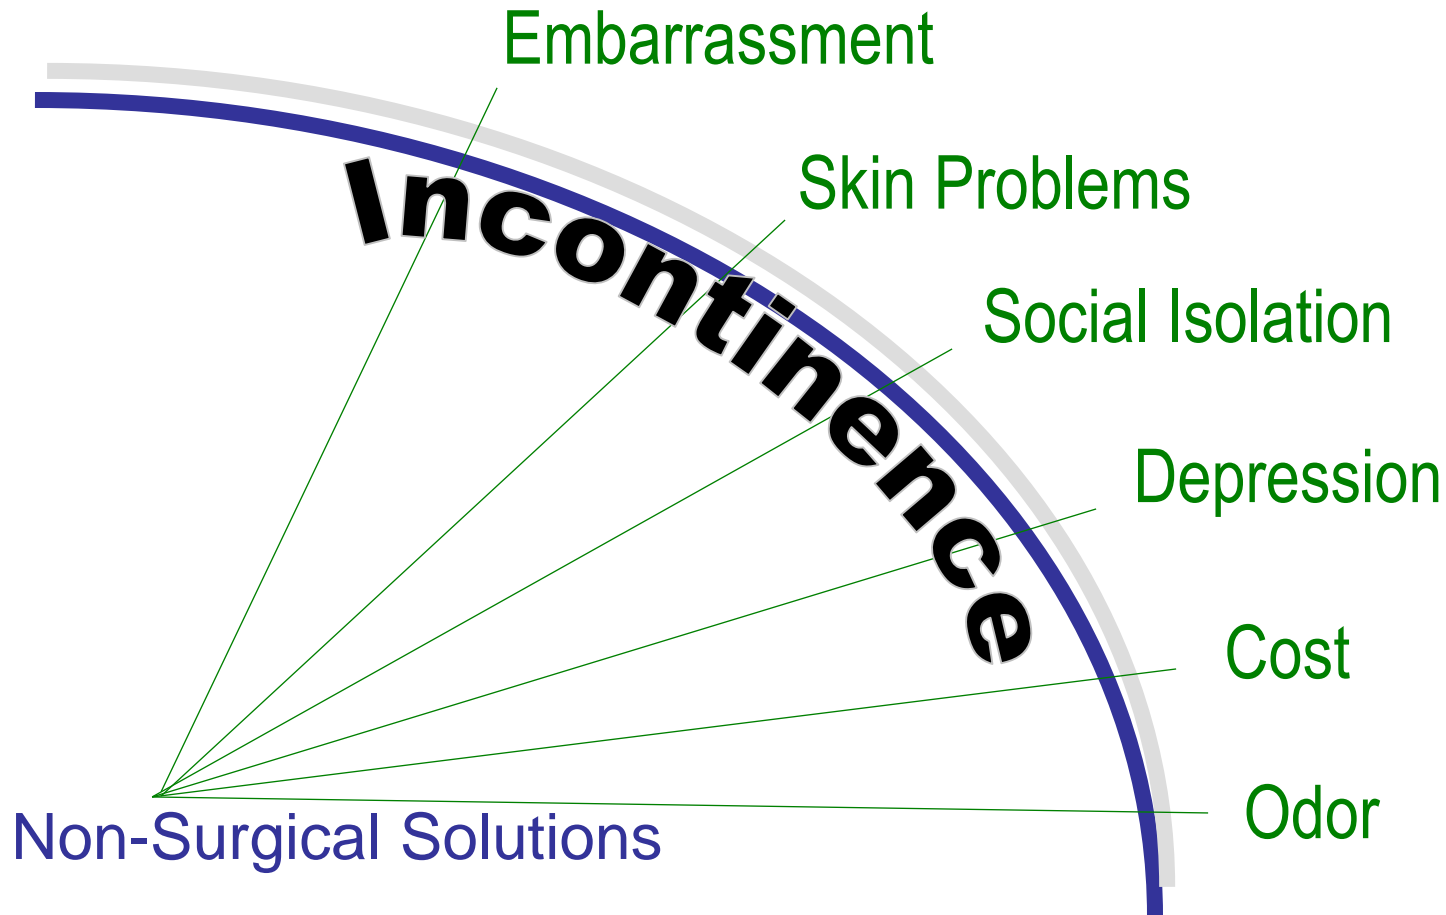 Embarrassment
Incontinence
Skin Problems
Social Isolation
Depression
Cost
Odor
Non-Surgical Solutions